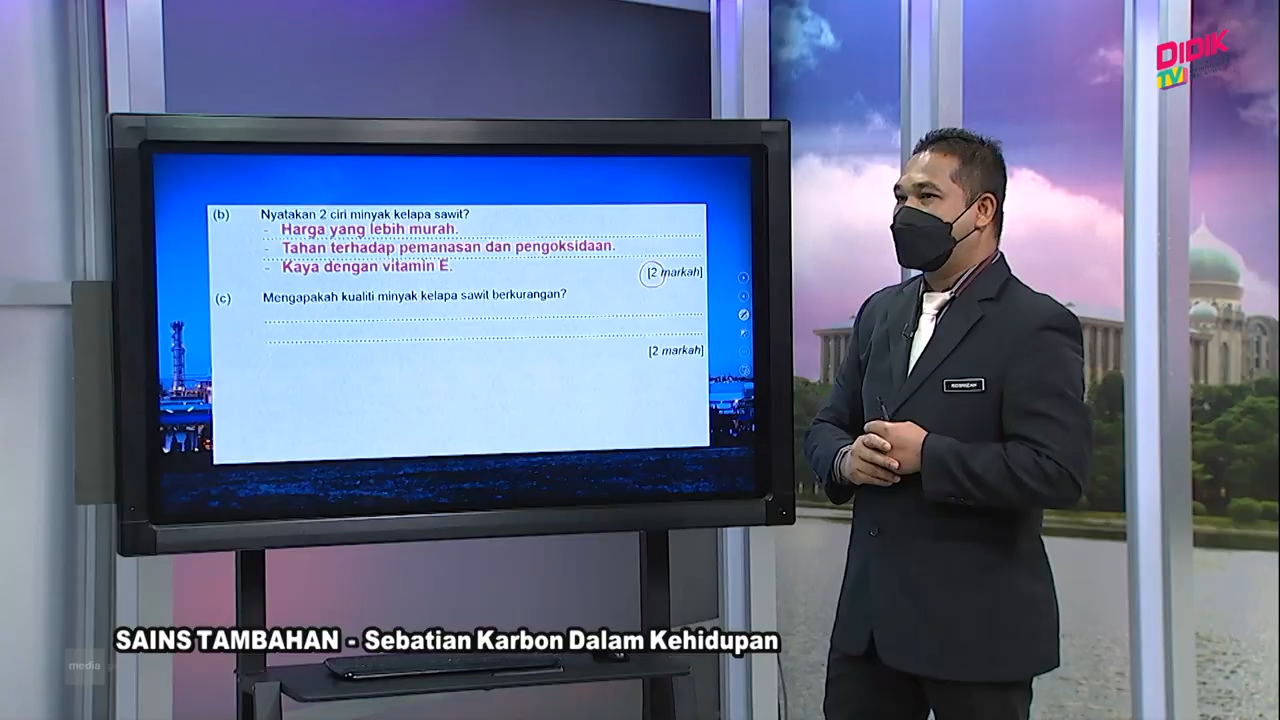 DIDIK
TV
(b) Nyatakan 2 ciri minyak kelapa sawit?
- Harga yang lebih murah.
- Tahan terhadap pemanasan dan pengoksidaan.
- Kaya dengan vitamin E.
[2 markah]
(c) Mengapakah kualiti minyak kelapa sawit berkurangan?
[2 markah]
SAINS TAMBAHAN - Sebatian Karbon Dalam Kehidupan
media